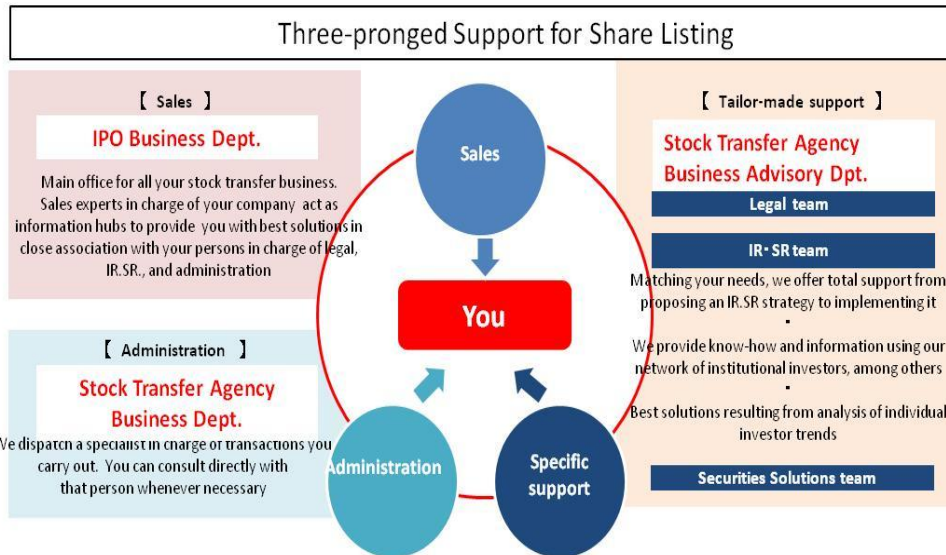 Three-pronged Support for Share Listing
【 Sales 】
IPO Business Dept.
Main office for all your stock transfer business.
Sales experts in charge of your company act as
information hubs to provide you with best solutions in
close association with your persons in charge of legal,
IR.SR., and administration
【 Administration 】
Stock Transfer Agency
Business Dept.
We dispatch a specialist in charge of transactions you
carry out. You can consult directly with
that person whenever necessary
Sales
You
Administration
Specific
support
【 Tailor-made support 】
Stock Transfer Agency
Business Advisory Dpt.
Legal team
IR・SR team
Matching your needs, we offer total support from
proposing an IR.SR strategy to implementing it
▪
We provide know-how and information using our
network of institutional investors, among others
▪
Best solutions resulting from analysis of individual
investor trends
Securities Solutions team